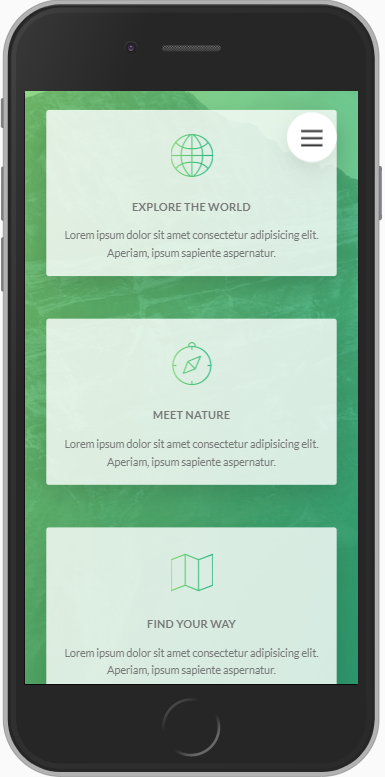 EXPLORE THE WORLD
Lorem ipsum dolor sit amet consectetur adipisicing elit.
Aperiam, ipsum sapiente aspernatur.
MEET NATURE
Lorem ipsum dolor sit amet consectetur adipisicing elit.
Aperiam, ipsum sapiente aspernatur.
FIND YOUR WAY
Lorem ipsum dolor sit amet consectetur adipisicing elit.
Aperiam, ipsum sapiente aspernatur.